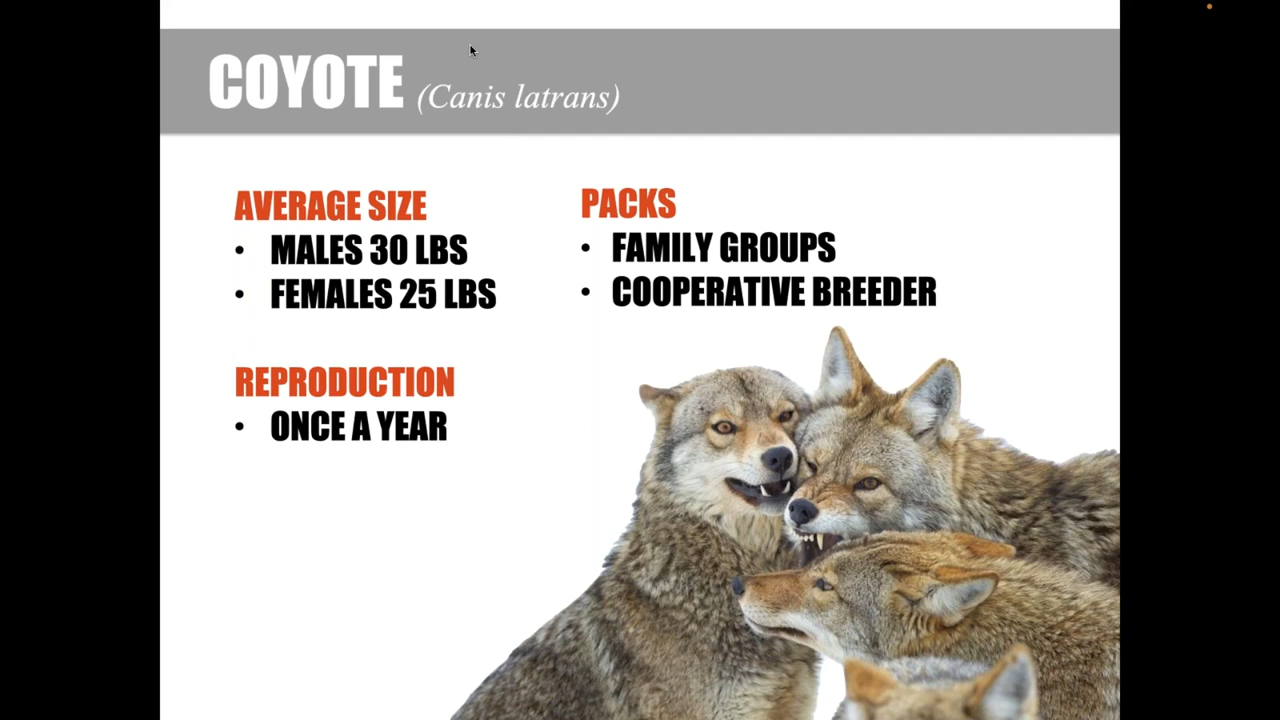 COYOTE (Canis latrans)
AVERAGE SIZE
• MALES 30 LBS
• FEMALES 25 LBS
REPRODUCTION
• ONCE A YEAR
PACKS
• FAMILY GROUPS
• COOPERATIVE BREEDER